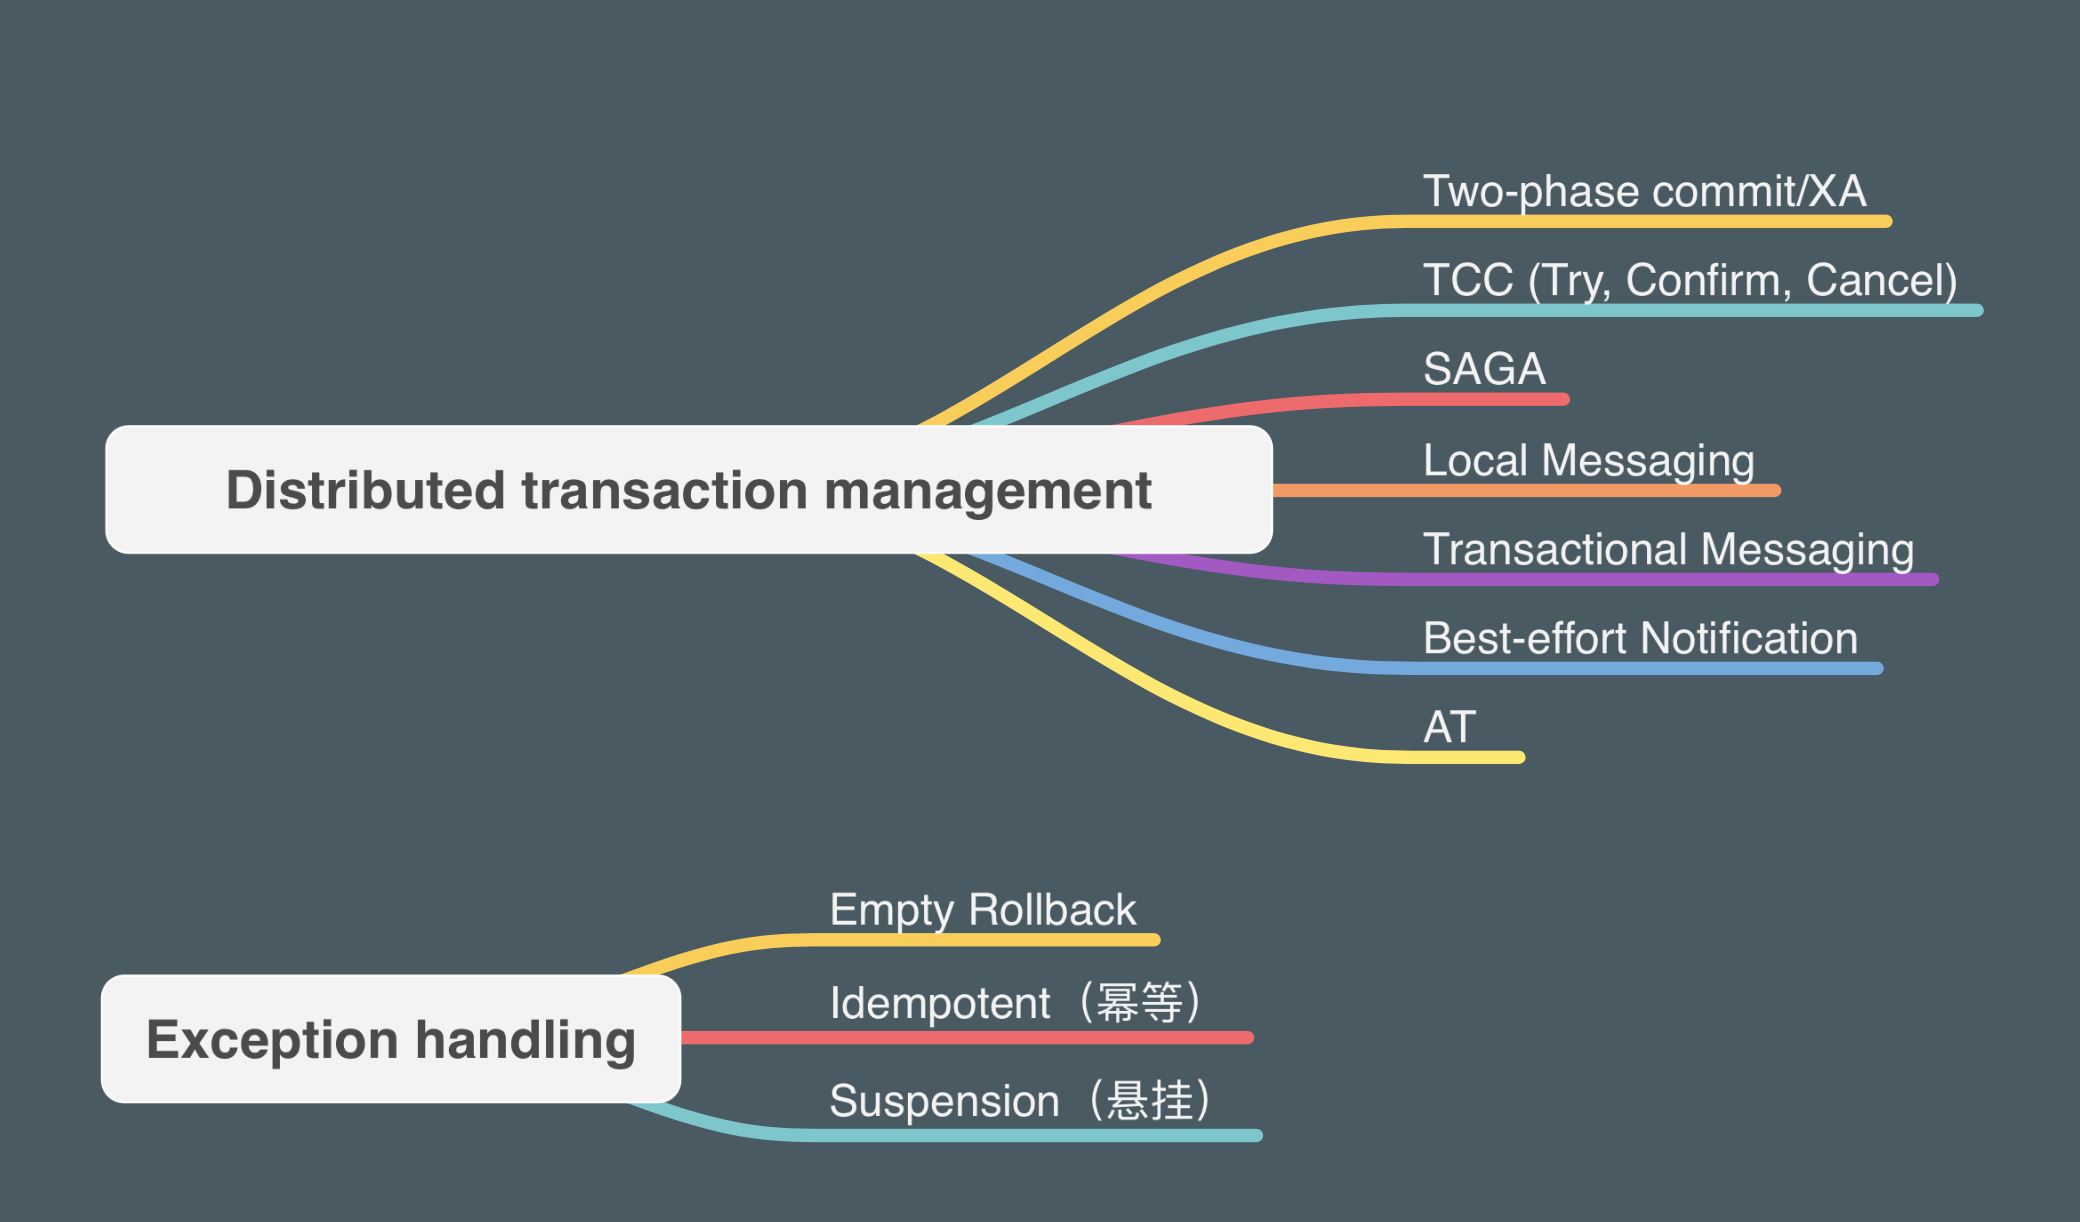 Two-phase commit/XA
TCC (Try, Confirm, Cancel)
SAGA
Distributed transaction management
Local Messaging
Transactional Messaging
Best-effort Notification
AT
Empty Rollback
Idempotent（幂等）
Exception handling
Suspension（悬挂）